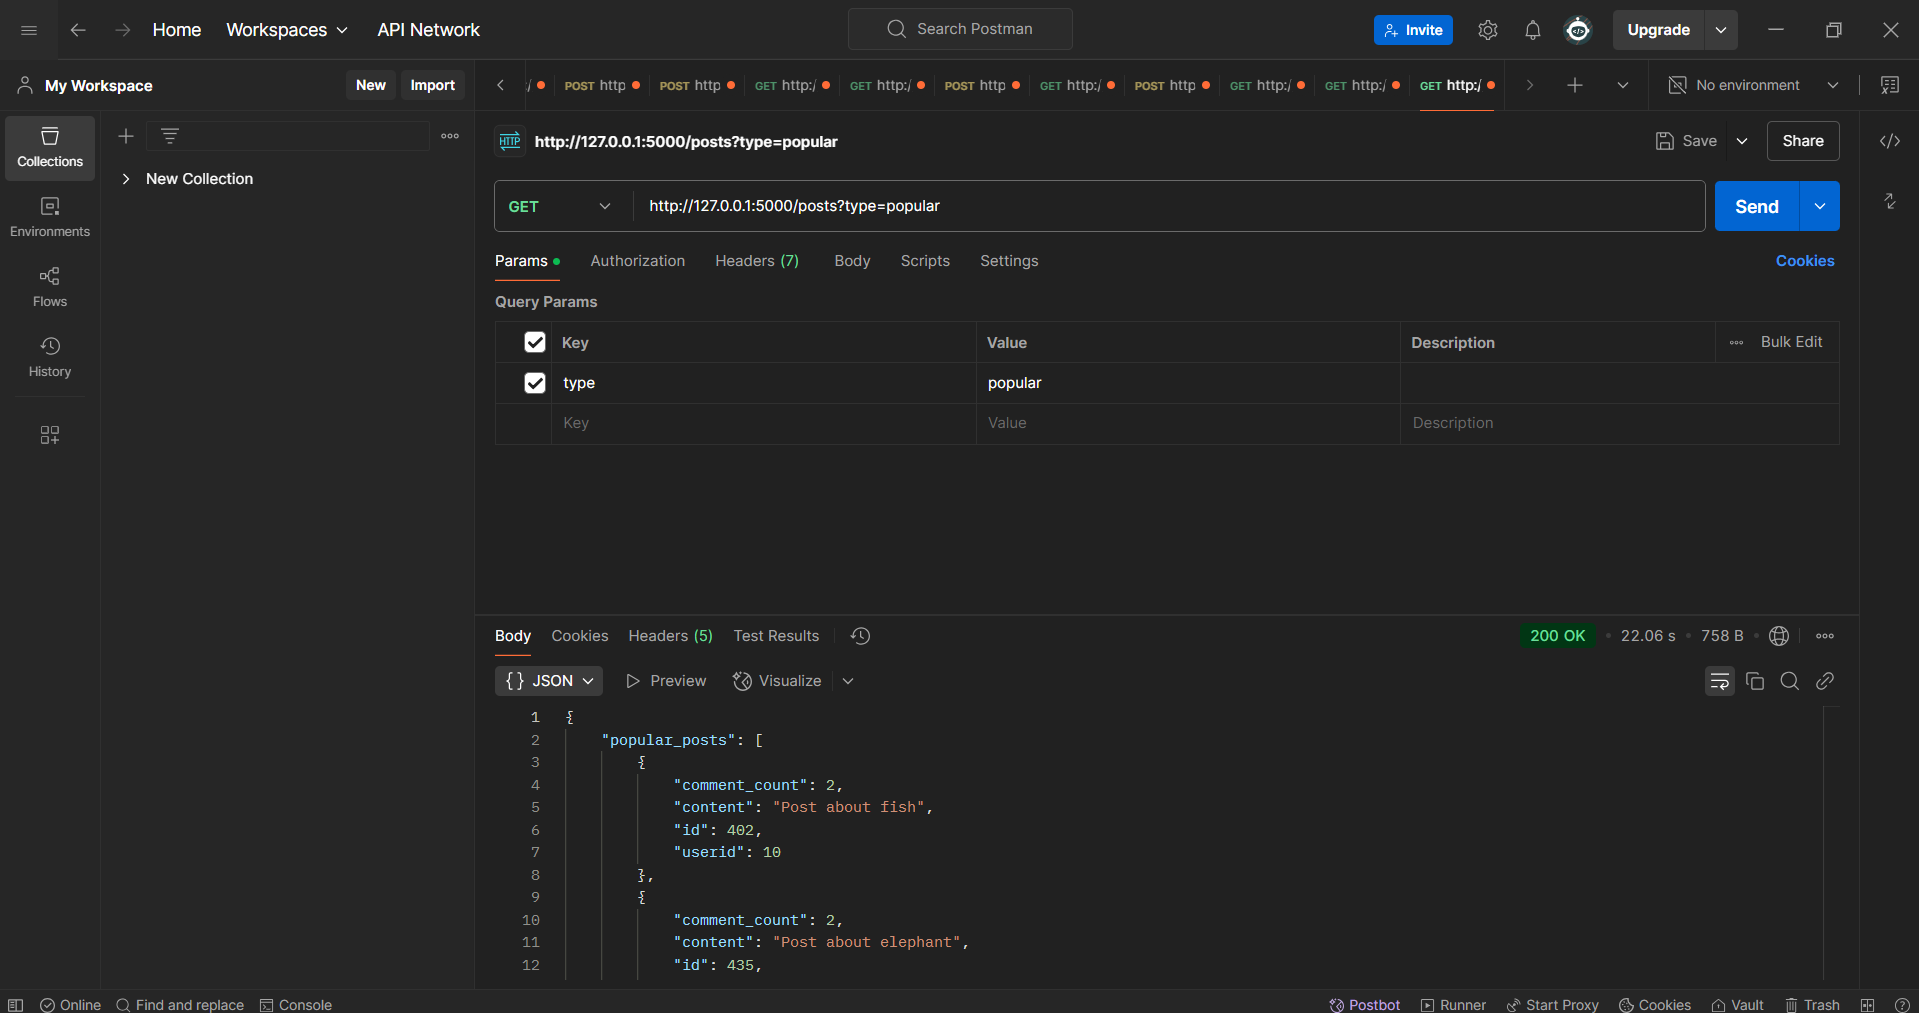 Home Workspaces API Network
Search Postman
Invite
Upgrade
My Workspace
New Import
/
POST http
POST http
GET http:/
GET http:/
POST http
GET http:/
POST http
GET http:/
GET http:/
GET http:/
No environment
Collections
Environments
Flows
History
New Collection
HTTP http://127.0.0.1:5000/posts?type=popular
Save
Share
GET http://127.0.0.1:5000/posts?type=popular
Send
Params Authorization Headers (7) Body Scripts Settings Cookies
Query Params
Key Value Description Bulk Edit
type popular
Key Value Description
Body Cookies Headers (5) Test Results
200 OK • 22.06 s • 758 B •
{} JSON Preview Visualize
1 {
2 "popular_posts": [
3 {
4 "comment_count": 2,
5 "content": "Post about fish",
6 "id": 402,
7 "userid": 10
8 },
9 {
10 "comment_count": 2,
11 "content": "Post about elephant",
12 "id": 435,
Online Find and replace Console
Postbot Runner Start Proxy Cookies Vault Trash